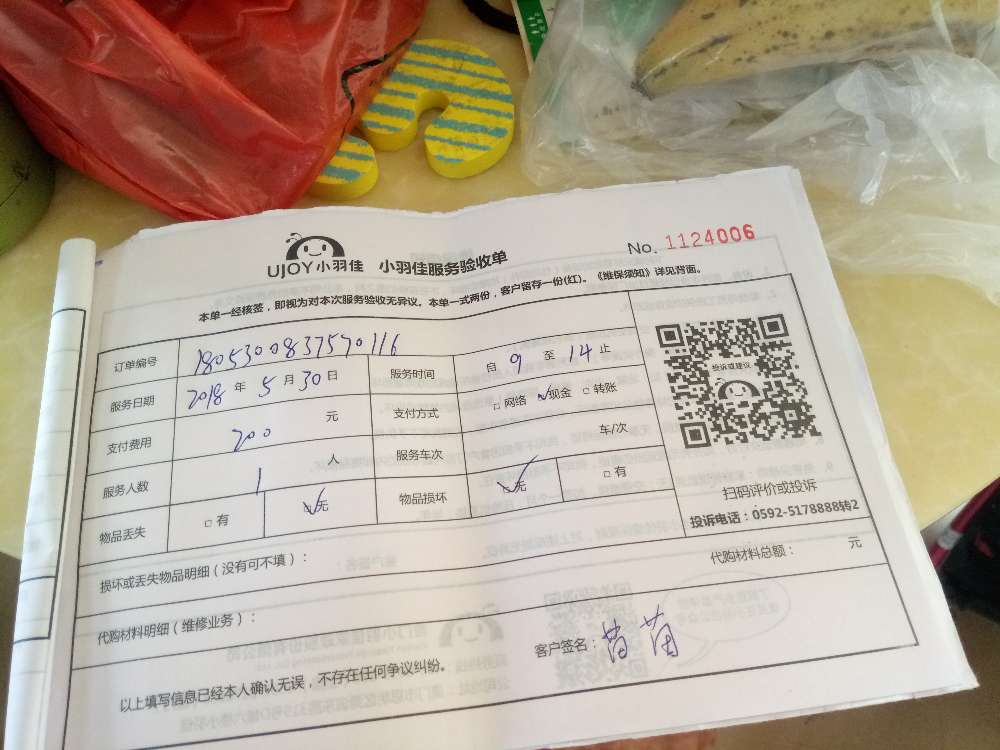 UJOY小羽佳 小羽佳服务验收单 No. 1124006
本单一经核签，即视为对本次服务验收无异议。本单一式两份，客户留存一份(红)。《维保须知》详见背面。
订单编号 1805300837570116 服务时间 自 9 至 14 止
服务日期 2018 年 5 月 30 日 支付方式 □网络 ✓现金 □转账
支付费用 200 元 服务车次 车/次
服务人数 1 人 物品损坏 ✓无 □有
物品丢失 □有 ✓无
投诉或建议
扫码评价或投诉
投诉电话：0592-5178888转2
损坏或丢失物品明细（没有可不填）：
代购材料明细（维修业务）： 代购材料总额： 元
以上填写信息已经本人确认无误，不存在任何争议纠纷。 客户签名：